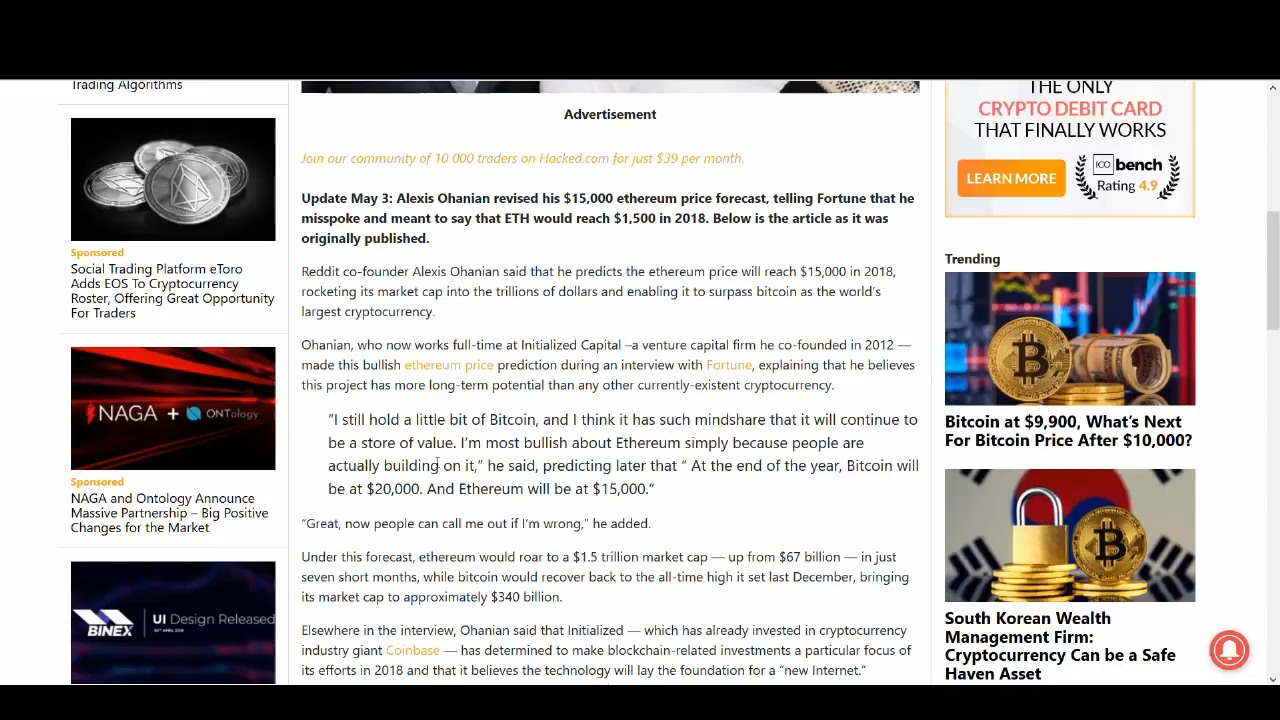 Trading Algorithms
Sponsored
Social Trading Platform eToro
Adds EOS To Cryptocurrency
Roster, Offering Great Opportunity
For Traders
NAGA + ONTology
Sponsored
NAGA and Ontology Announce
Massive Partnership – Big Positive
Changes for the Market
BINEX
UI Design Released
Advertisement
Join our community of 10 000 traders on Hacked.com for just $39 per month.
Update May 3: Alexis Ohanian revised his $15,000 ethereum price forecast, telling Fortune that he
misspoke and meant to say that ETH would reach $1,500 in 2018. Below is the article as it was
originally published.
Reddit co-founder Alexis Ohanian said that he predicts the ethereum price will reach $15,000 in 2018,
rocketing its market cap into the trillions of dollars and enabling it to surpass bitcoin as the world's
largest cryptocurrency.
Ohanian, who now works full-time at Initialized Capital –a venture capital firm he co-founded in 2012 —
made this bullish ethereum price prediction during an interview with Fortune, explaining that he believes
this project has more long-term potential than any other currently-existent cryptocurrency.
"I still hold a little bit of Bitcoin, and I think it has such mindshare that it will continue to
be a store of value. I'm most bullish about Ethereum simply because people are
actually building on it," he said, predicting later that " At the end of the year, Bitcoin will
be at $20,000. And Ethereum will be at $15,000."
"Great, now people can call me out if I'm wrong," he added.
Under this forecast, ethereum would roar to a $1.5 trillion market cap — up from $67 billion — in just
seven short months, while bitcoin would recover back to the all-time high it set last December, bringing
its market cap to approximately $340 billion.
Elsewhere in the interview, Ohanian said that Initialized — which has already invested in cryptocurrency
industry giant Coinbase — has determined to make blockchain-related investments a particular focus of
its efforts in 2018 and that it believes the technology will lay the foundation for a "new Internet."
THE ONLY
CRYPTO DEBIT CARD
THAT FINALLY WORKS
LEARN MORE
ICO bench
Rating 4.9
Trending
Bitcoin at $9,900, What's Next
For Bitcoin Price After $10,000?
South Korean Wealth
Management Firm:
Cryptocurrency Can be a Safe
Haven Asset